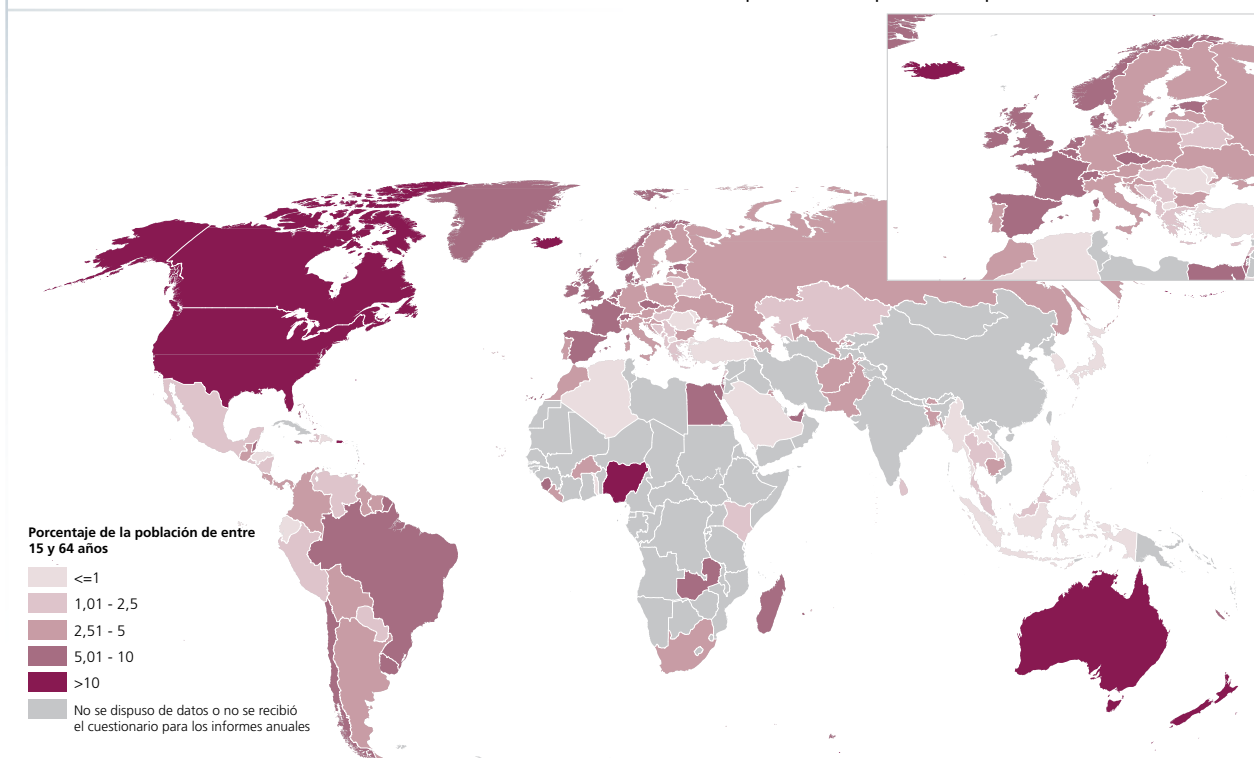 Porcentaje de la población de entre
15 y 64 años
<=1
1,01 - 2,5
2,51 - 5
5,01 - 10
>10
No se dispuso de datos o no se recibió
el cuestionario para los informes anuales